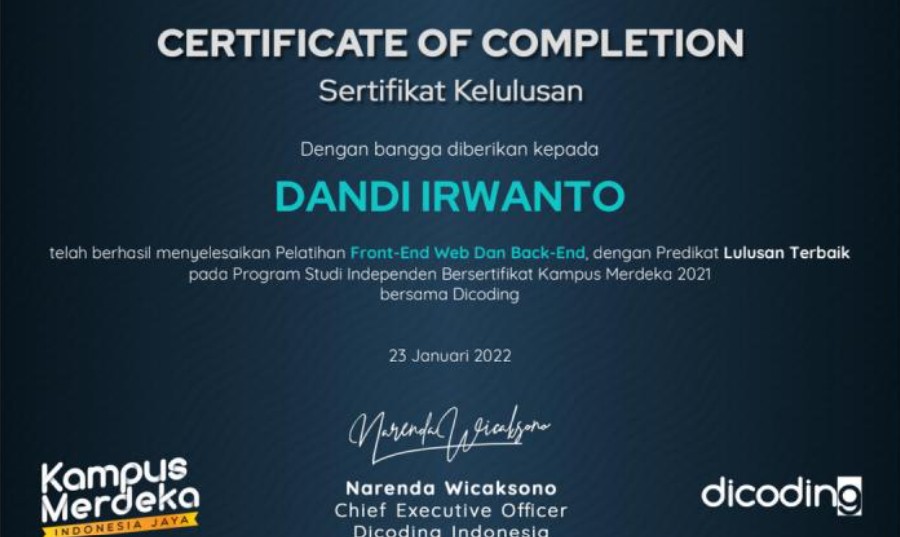 CERTIFICATE OF COMPLETION
Sertifikat Kelulusan
Dengan bangga diberikan kepada
DANDI IRWANTO
telah berhasil menyelesaikan Pelatihan Front-End Web Dan Back-End, dengan Predikat Lulusan Terbaik
pada Program Studi Independen Bersertifikat Kampus Merdeka 2021
bersama Dicoding
23 Januari 2022
Narenda Wicaksono
Narenda Wicaksono
Chief Executive Officer
Dicoding Indonesia
Kampus
Merdeka
INDONESIA JAYA
dicoding